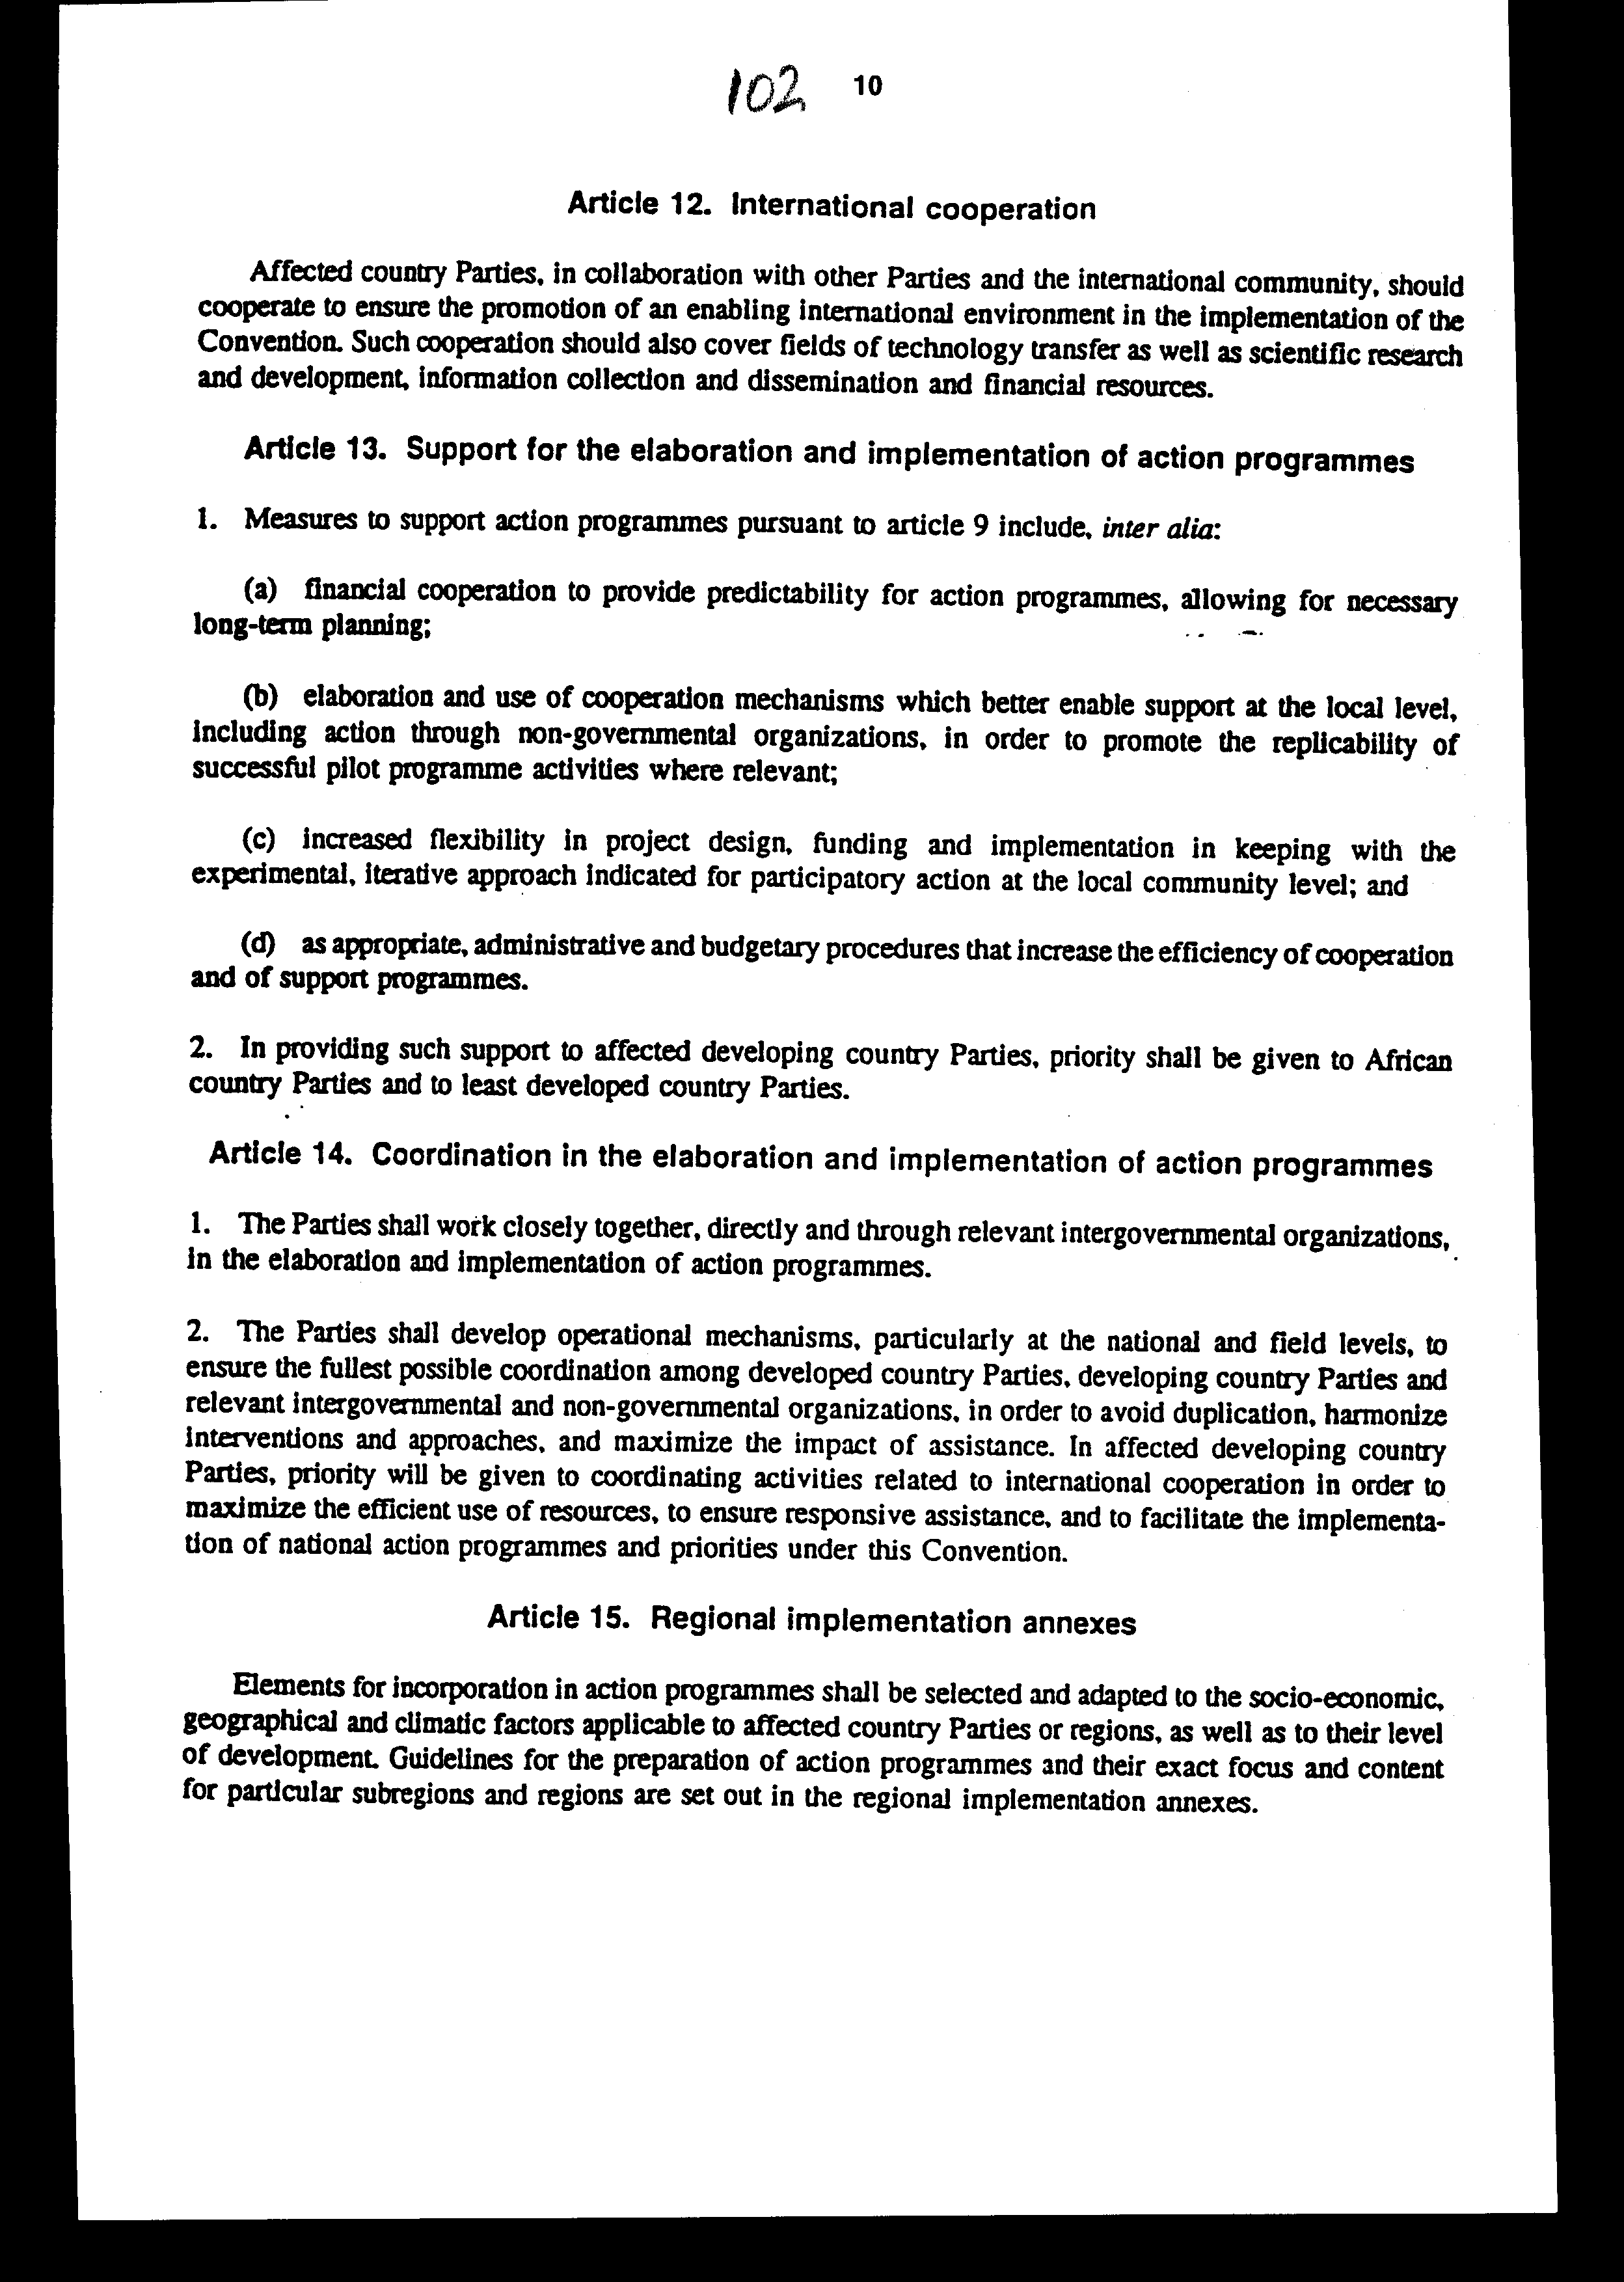 102 10
Article 12. International cooperation
Affected country Parties, in collaboration with other Parties and the international community, should
cooperate to ensure the promotion of an enabling international environment in the implementation of the
Convention. Such cooperation should also cover fields of technology transfer as well as scientific research
and development, information collection and dissemination and financial resources.
Article 13. Support for the elaboration and implementation of action programmes
1. Measures to support action programmes pursuant to article 9 include, inter alia:
(a) financial cooperation to provide predictability for action programmes, allowing for necessary
long-term planning;
(b) elaboration and use of cooperation mechanisms which better enable support at the local level,
including action through non-governmental organizations, in order to promote the replicability of
successful pilot programme activities where relevant;
(c) increased flexibility in project design, funding and implementation in keeping with the
experimental, iterative approach indicated for participatory action at the local community level; and
(d) as appropriate, administrative and budgetary procedures that increase the efficiency of cooperation
and of support programmes.
2. In providing such support to affected developing country Parties, priority shall be given to African
country Parties and to least developed country Parties.
Article 14. Coordination in the elaboration and implementation of action programmes
1. The Parties shall work closely together, directly and through relevant intergovernmental organizations,
in the elaboration and implementation of action programmes.
2. The Parties shall develop operational mechanisms, particularly at the national and field levels, to
ensure the fullest possible coordination among developed country Parties, developing country Parties and
relevant intergovernmental and non-governmental organizations, in order to avoid duplication, harmonize
interventions and approaches, and maximize the impact of assistance. In affected developing country
Parties, priority will be given to coordinating activities related to international cooperation in order to
maximize the efficient use of resources, to ensure responsive assistance, and to facilitate the implementa-
tion of national action programmes and priorities under this Convention.
Article 15. Regional implementation annexes
Elements for incorporation in action programmes shall be selected and adapted to the socio-economic,
geographical and climatic factors applicable to affected country Parties or regions, as well as to their level
of development. Guidelines for the preparation of action programmes and their exact focus and content
for particular subregions and regions are set out in the regional implementation annexes.